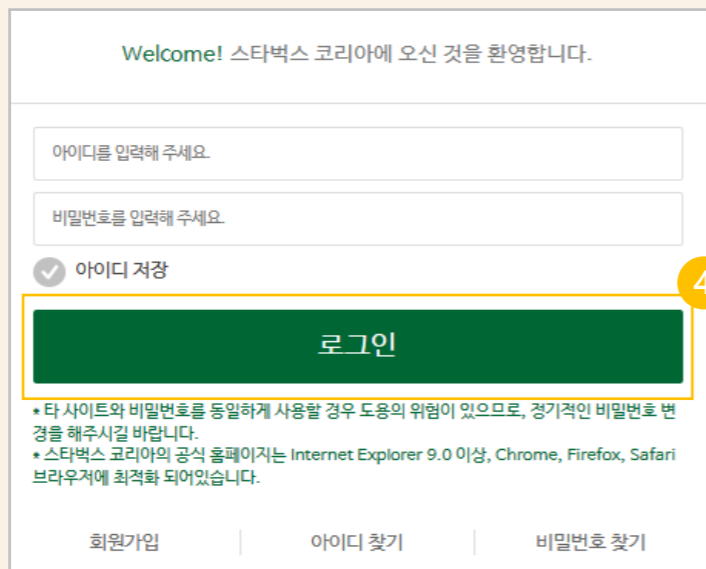 Welcome! 스타벅스 코리아에 오신 것을 환영합니다.
아이디를 입력해 주세요.
비밀번호를 입력해 주세요.
아이디 저장
4
로그인
* 타 사이트와 비밀번호를 동일하게 사용할 경우 도용의 위험이 있으므로, 정기적인 비밀번호 변
경을 해주시길 바랍니다.
* 스타벅스 코리아의 공식 홈페이지는 Internet Explorer 9.0 이상, Chrome, Firefox, Safari
브라우저에 최적화 되어있습니다.
회원가입 아이디 찾기 비밀번호 찾기